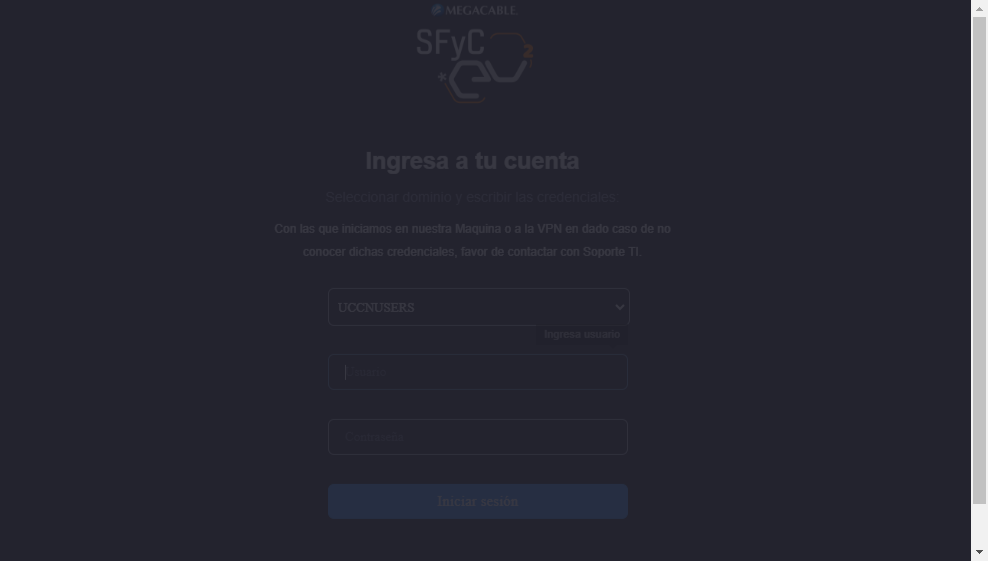 MEGACABLE.
SFyC
2
Ingresa a tu cuenta
Seleccionar dominio y escribir las credenciales
Con las que iniciamos en nuestra Maquina o a la VPN en dado caso de no
conocer dichas credenciales, favor de contactar con Soporte TI.
UCCNUSERS
Ingresa usuario
Usuario
Contraseña
Iniciar sesión